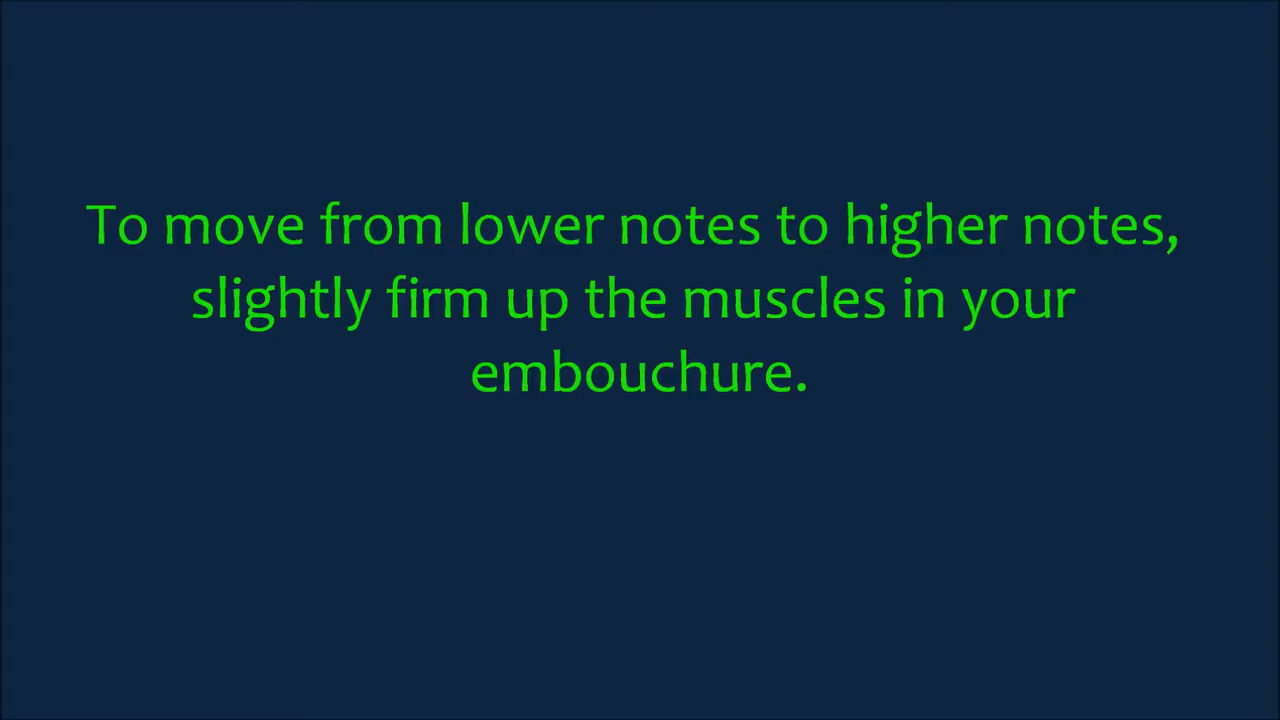 To move from lower notes to higher notes,
slightly firm up the muscles in your
embouchure.